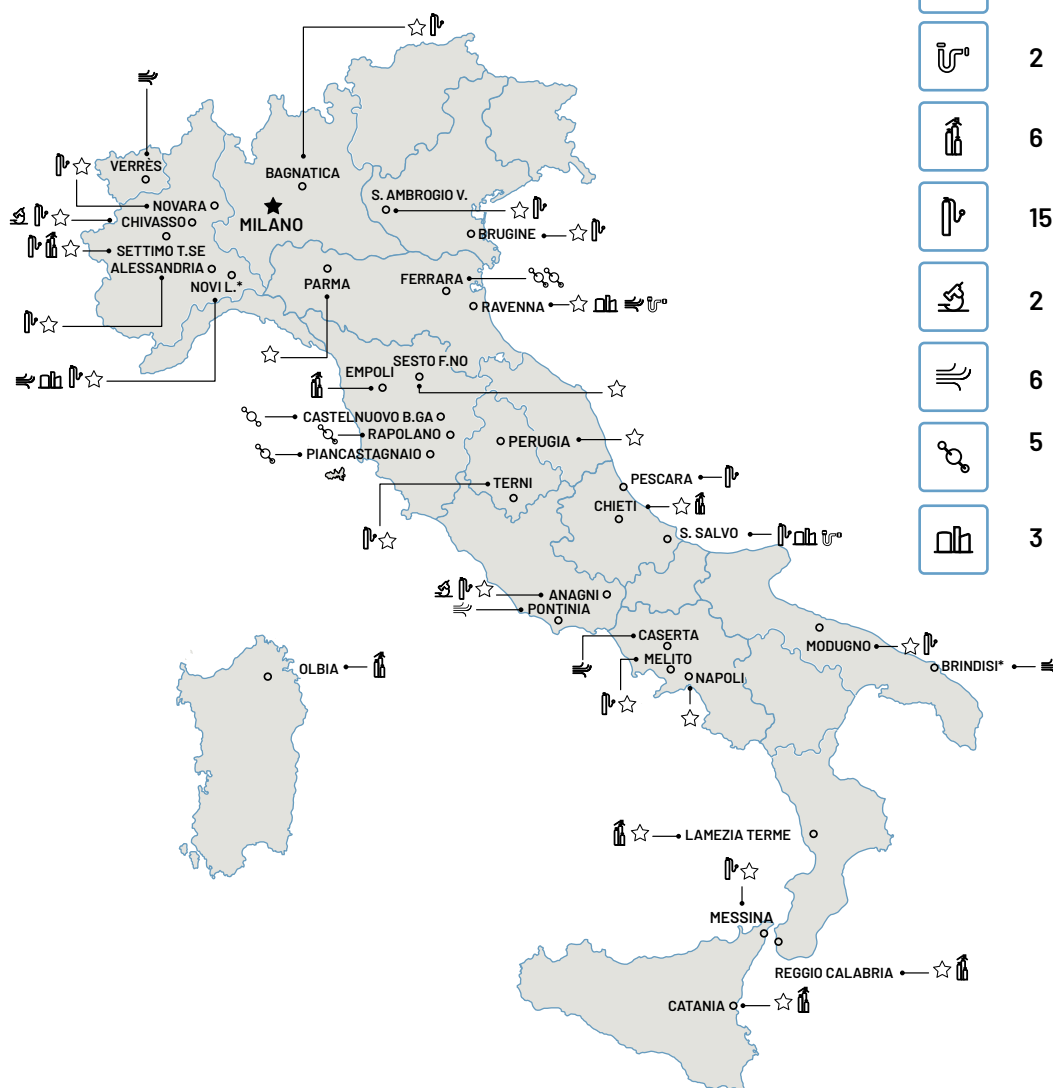 2
6
15
2
6
5
3
VERRÈS
BAGNATICA
S. AMBROGIO V.
NOVARA
CHIVASSO
MILANO
BRUGINE
SETTIMO T.SE
ALESSANDRIA
NOVI L.*
PARMA
FERRARA
RAVENNA
SESTO F.NO
EMPOLI
CASTELNUOVO B.GA
RAPOLANO
PERUGIA
PIANCASTAGNAIO
TERNI
PESCARA
CHIETI
S. SALVO
ANAGNI
PONTINIA
CASERTA
MODUGNO
MELITO
BRINDISI*
OLBIA
NAPOLI
LAMEZIA TERME
MESSINA
REGGIO CALABRIA
CATANIA